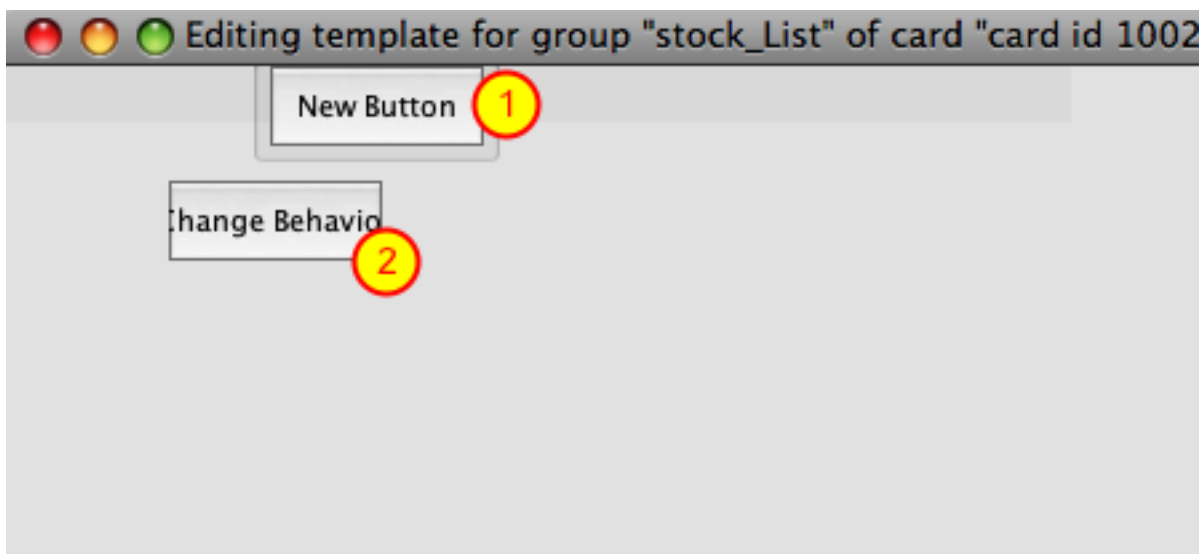 Editing template for group "stock_List" of card "card id 1002
New Button
1
Change Behavio
2